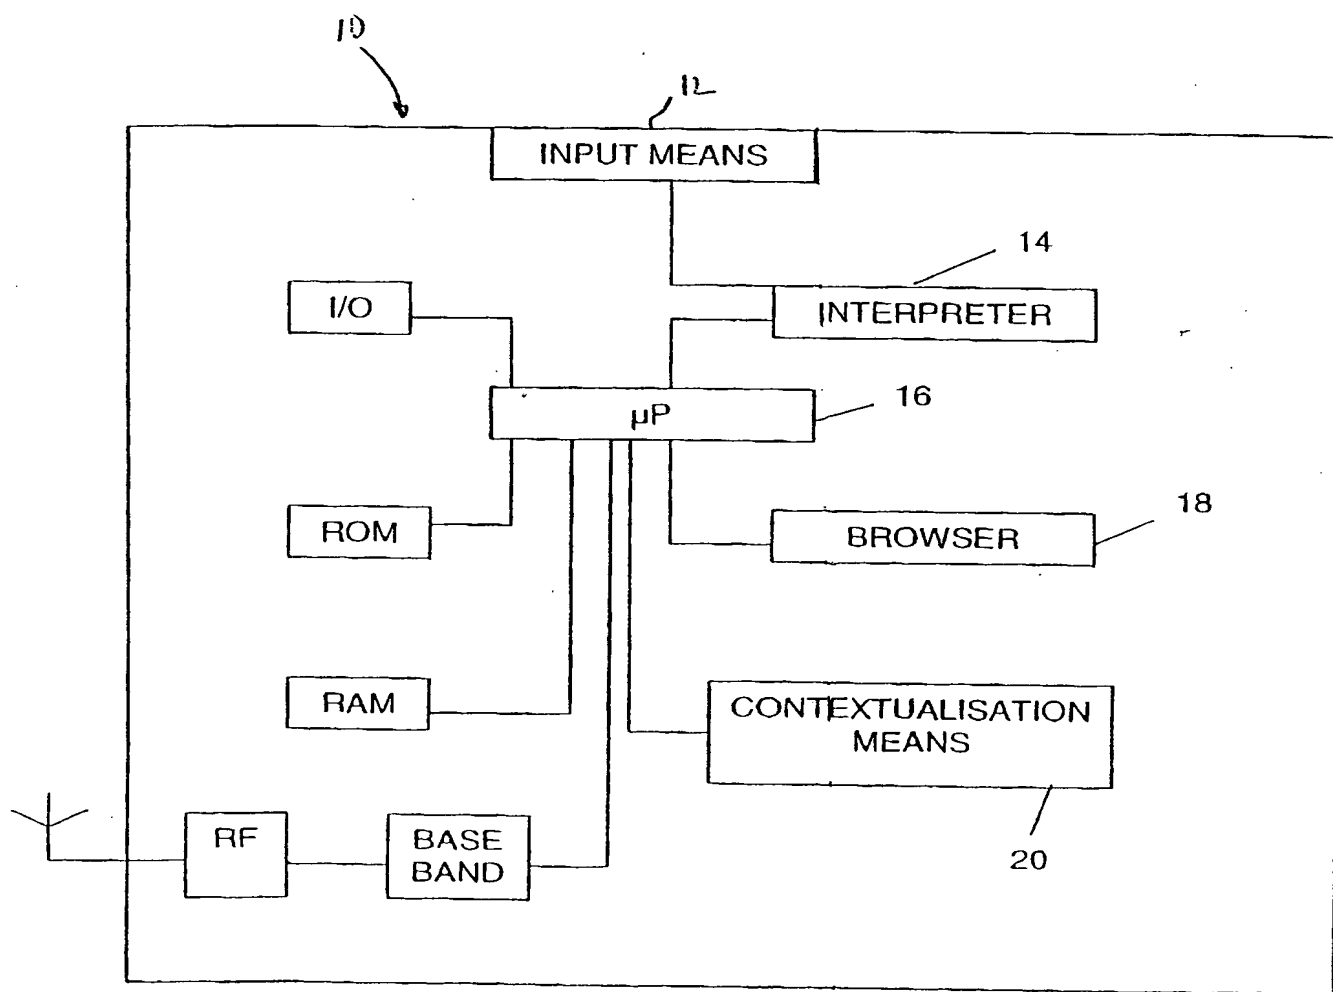 10
12
INPUT MEANS
14
I/O
INTERPRETER
16
µP
18
ROM
BROWSER
RAM
CONTEXTUALISATION
MEANS
RF
BASE
BAND
20